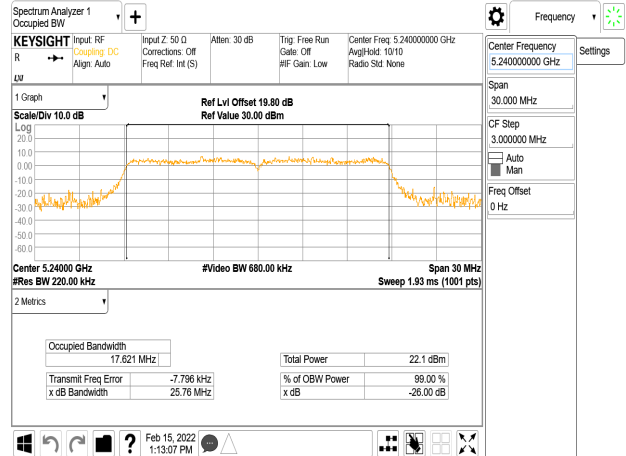 Spectrum Analyzer 1
Occupied BW
KEYSIGHT
R
Input: RF
Coupling: DC
Align: Auto
Input Z: 50 Ω
Corrections: Off
Freq Ref: Int (S)
Atten: 30 dB
Trig: Free Run
Gate: Off
#IF Gain: Low
Center Freq: 5.240000000 GHz
Avg|Hold: 10/10
Radio Std: None
1 Graph
Scale/Div 10.0 dB
Ref Lvl Offset 19.80 dB
Ref Value 30.00 dBm
Log
20.0
10.0
0.00
-10.0
-20.0
-30.0
-40.0
-50.0
-60.0
Center 5.24000 GHz
#Res BW 220.00 kHz
#Video BW 680.00 kHz
Span 30 MHz
Sweep 1.93 ms (1001 pts)
2 Metrics
Occupied Bandwidth
17.621 MHz
Transmit Freq Error -7.796 kHz
x dB Bandwidth 25.76 MHz
Total Power 22.1 dBm
% of OBW Power 99.00 %
x dB -26.00 dB
Feb 15, 2022
1:13:07 PM
Frequency
Settings
Center Frequency
5.240000000 GHz
Span
30.000 MHz
CF Step
3.000000 MHz
Auto
Man
Freq Offset
0 Hz